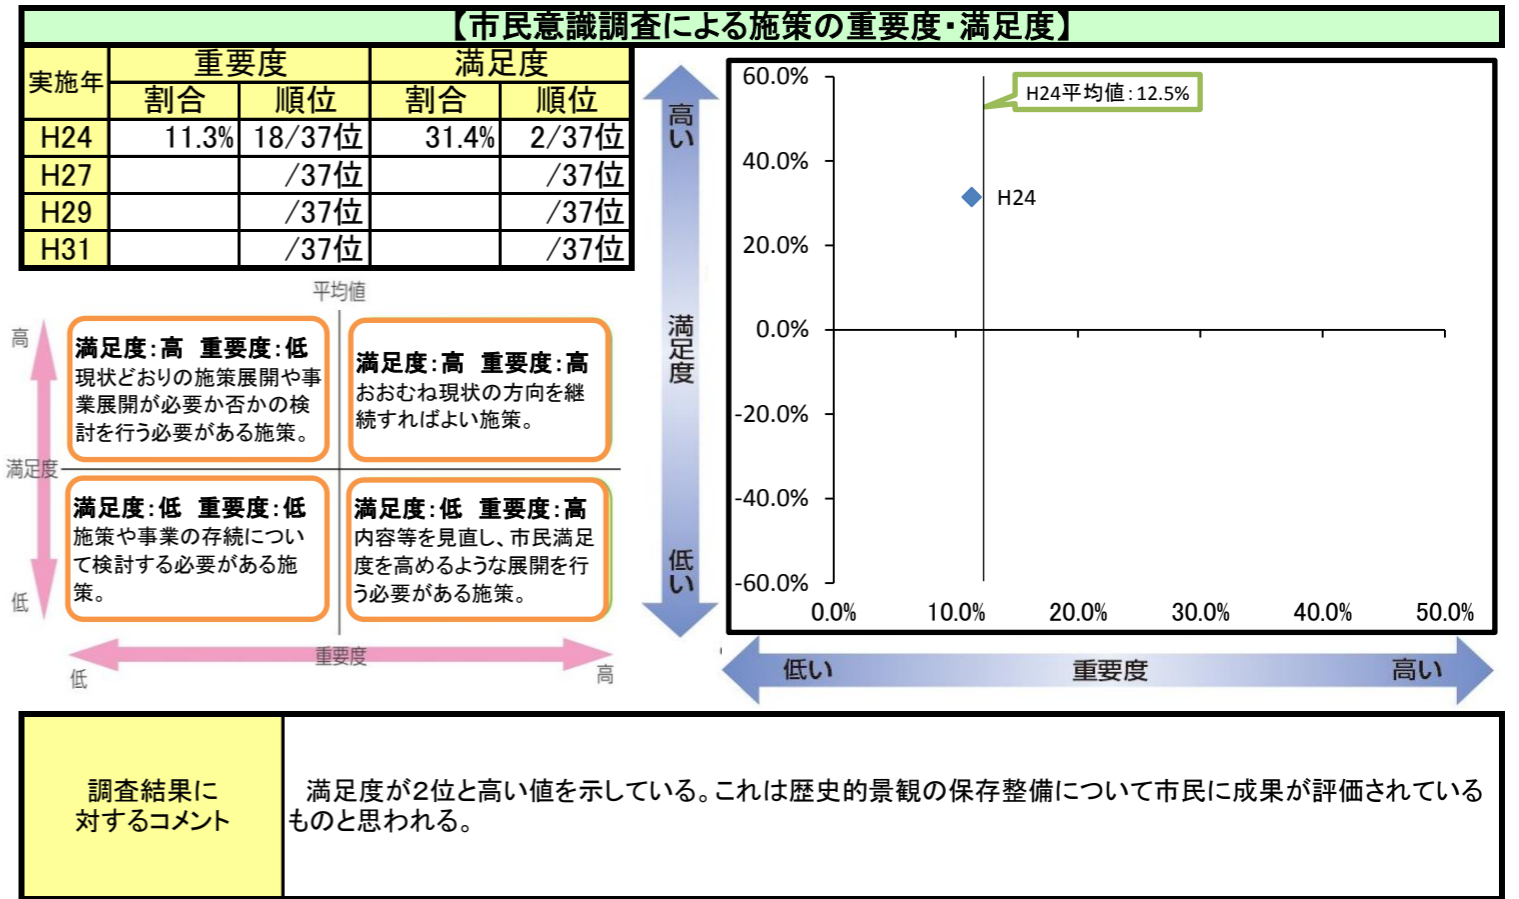 【市民意識調査による施策の重要度・満足度】
実施年 重要度 満足度
割合 順位 割合 順位
H24 11.3% 18/37位 31.4% 2/37位
H27 /37位 /37位
H29 /37位 /37位
H31 /37位 /37位
平均値
高
満足度:高 重要度:低
現状どおりの施策展開や事
業展開が必要か否かの検
討を行う必要がある施策。
満足度:高 重要度:高
おおむね現状の方向を継
続すればよい施策。
満足度
満足度:低 重要度:低
施策や事業の存続につい
て検討する必要がある施
策。
満足度:低 重要度:高
内容等を見直し、市民満足
度を高めるような展開を行
う必要がある施策。
低
重要度
低
高
高い
満足度
低い
60.0%
40.0%
20.0%
0.0%
-20.0%
-40.0%
-60.0%
H24平均値:12.5%
H24
0.0% 10.0% 20.0% 30.0% 40.0% 50.0%
低い 重要度 高い
調査結果に
対するコメント
満足度が2位と高い値を示している。これは歴史的景観の保存整備について市民に成果が評価されている
ものと思われる。